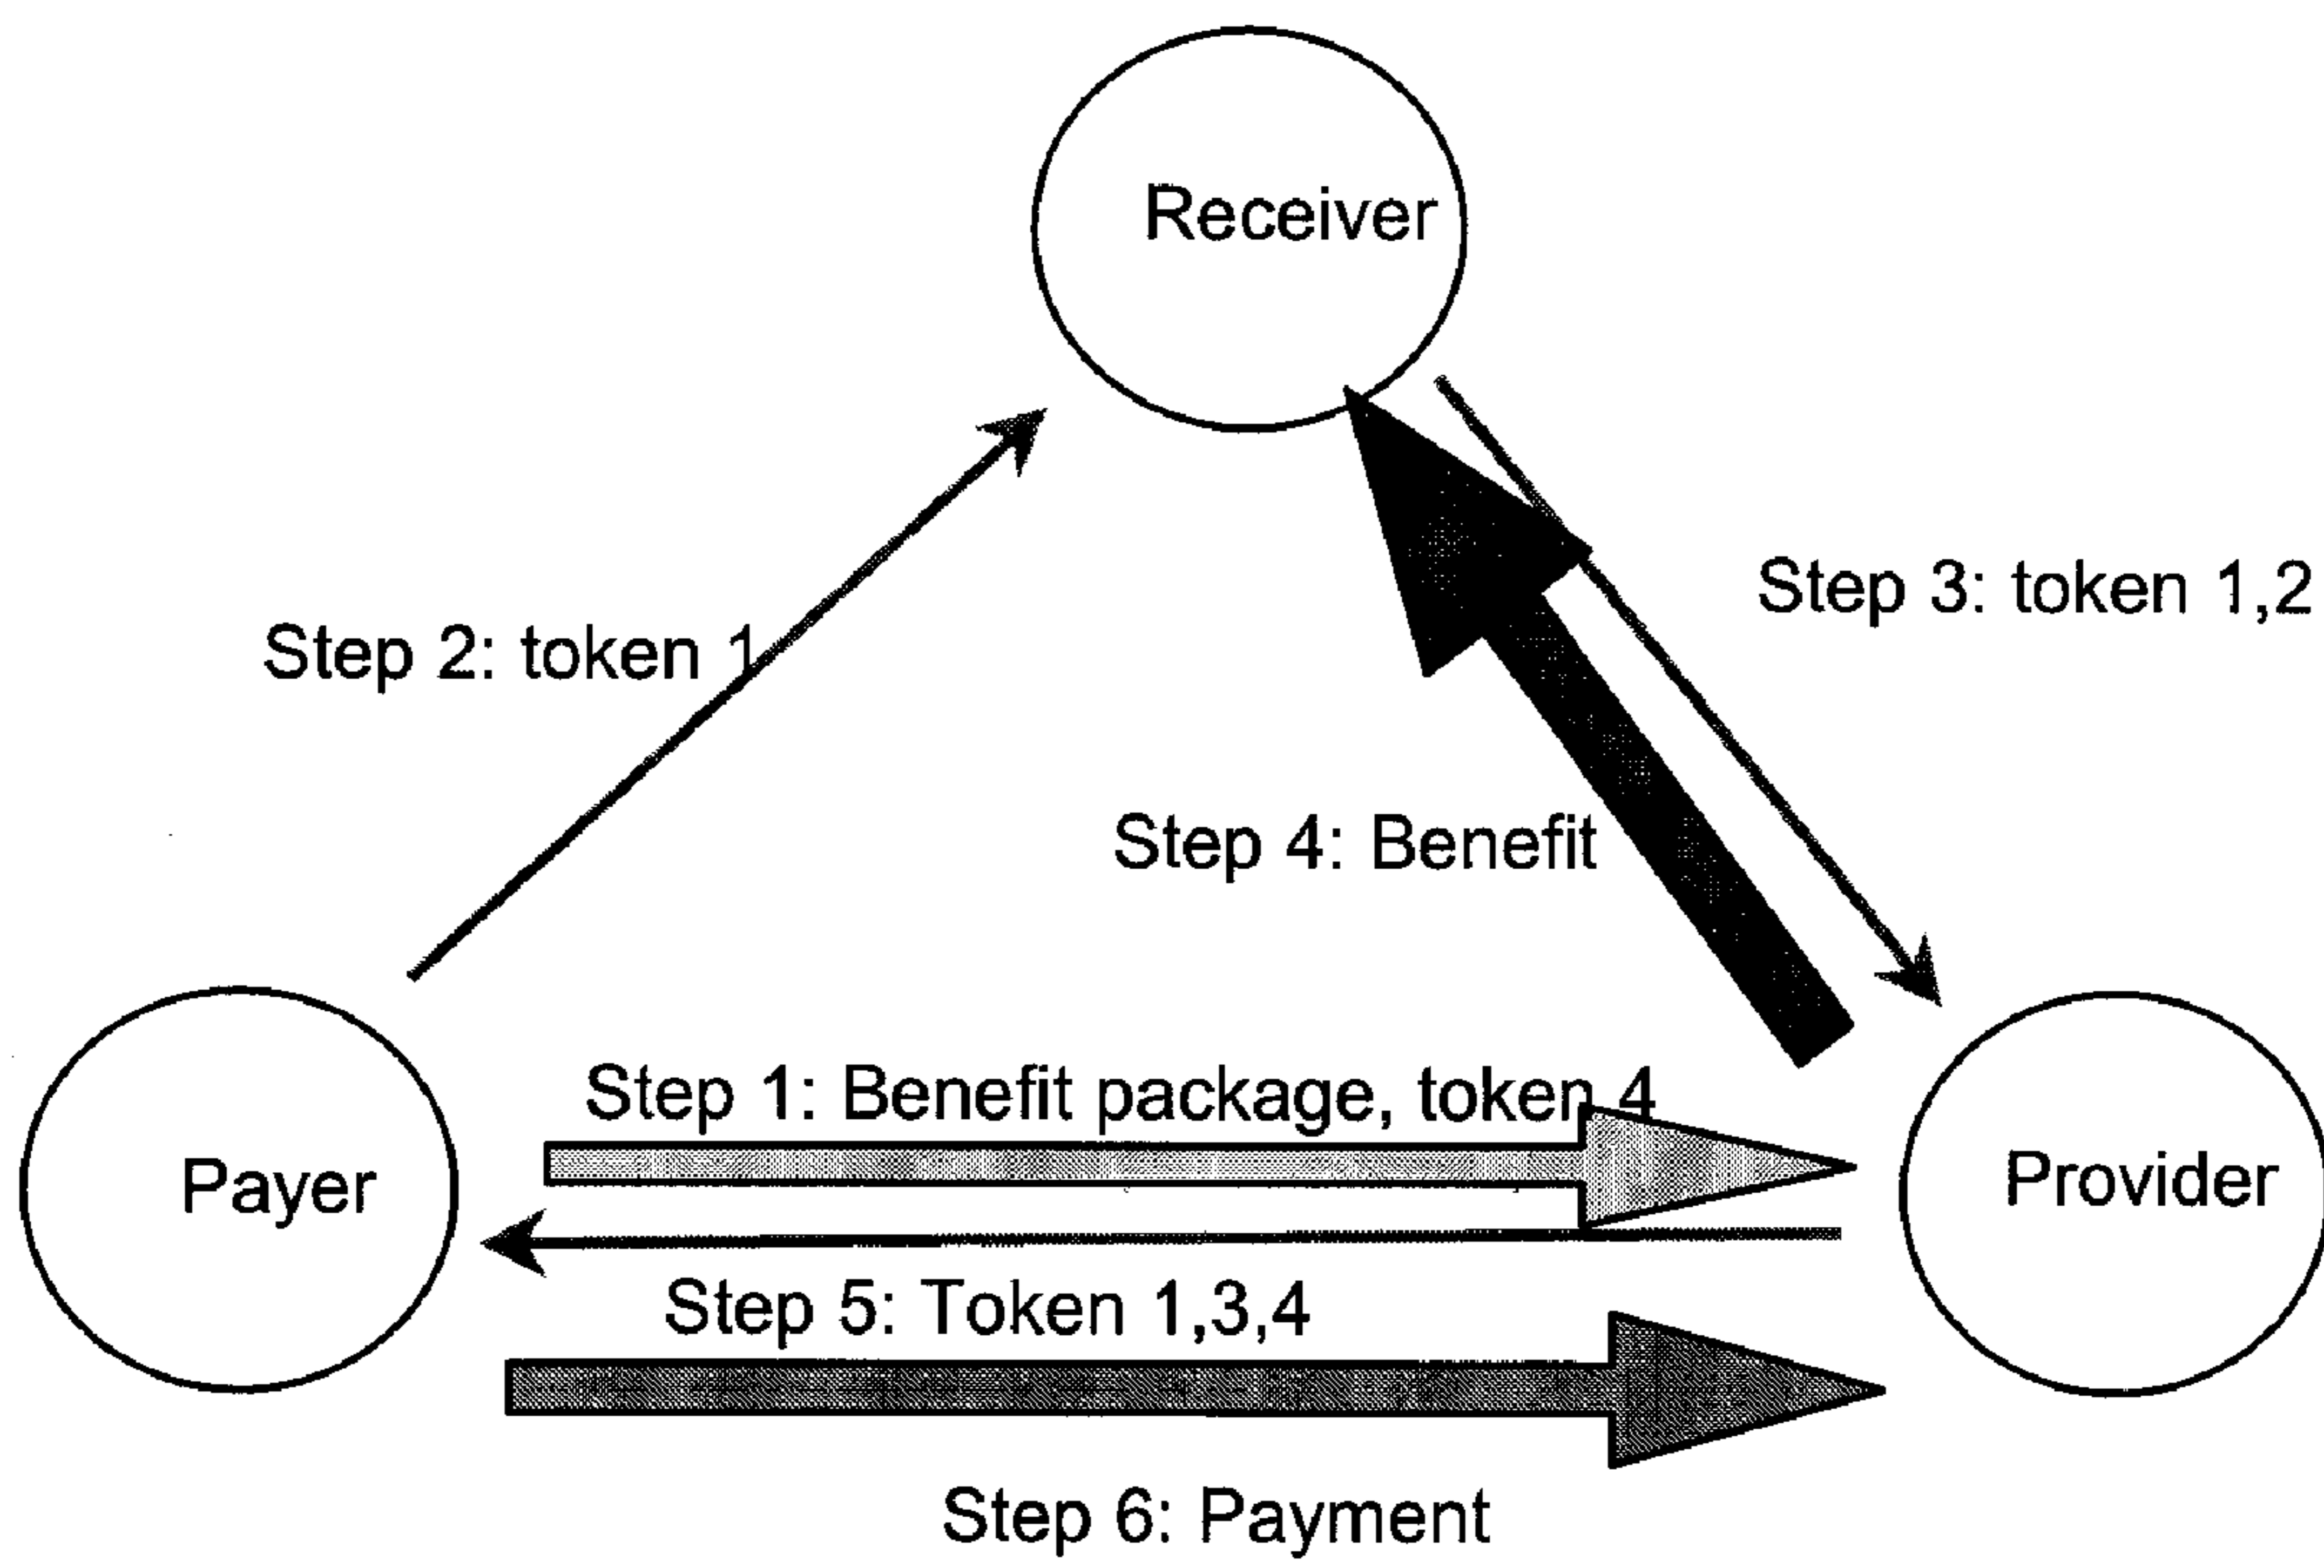 Receiver
Step 3: token 1,2
Step 2: token 1
Step 4: Benefit
Step 1: Benefit package, token 4
Payer
Provider
Step 5: Token 1,3,4
Step 6: Payment